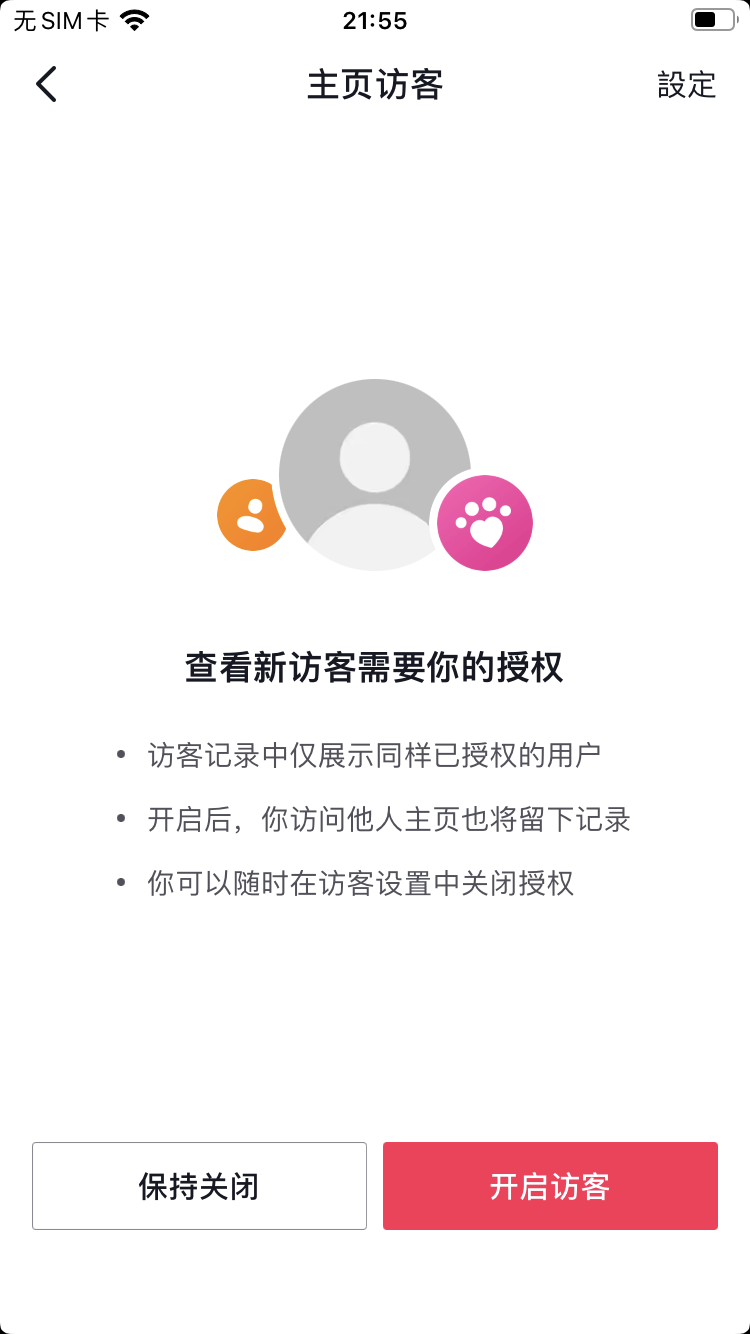 无SIM卡
21:55
主页访客
設定
查看新访客需要你的授权
• 访客记录中仅展示同样已授权的用户
• 开启后，你访问他人主页也将留下记录
• 你可以随时在访客设置中关闭授权
保持关闭
开启访客